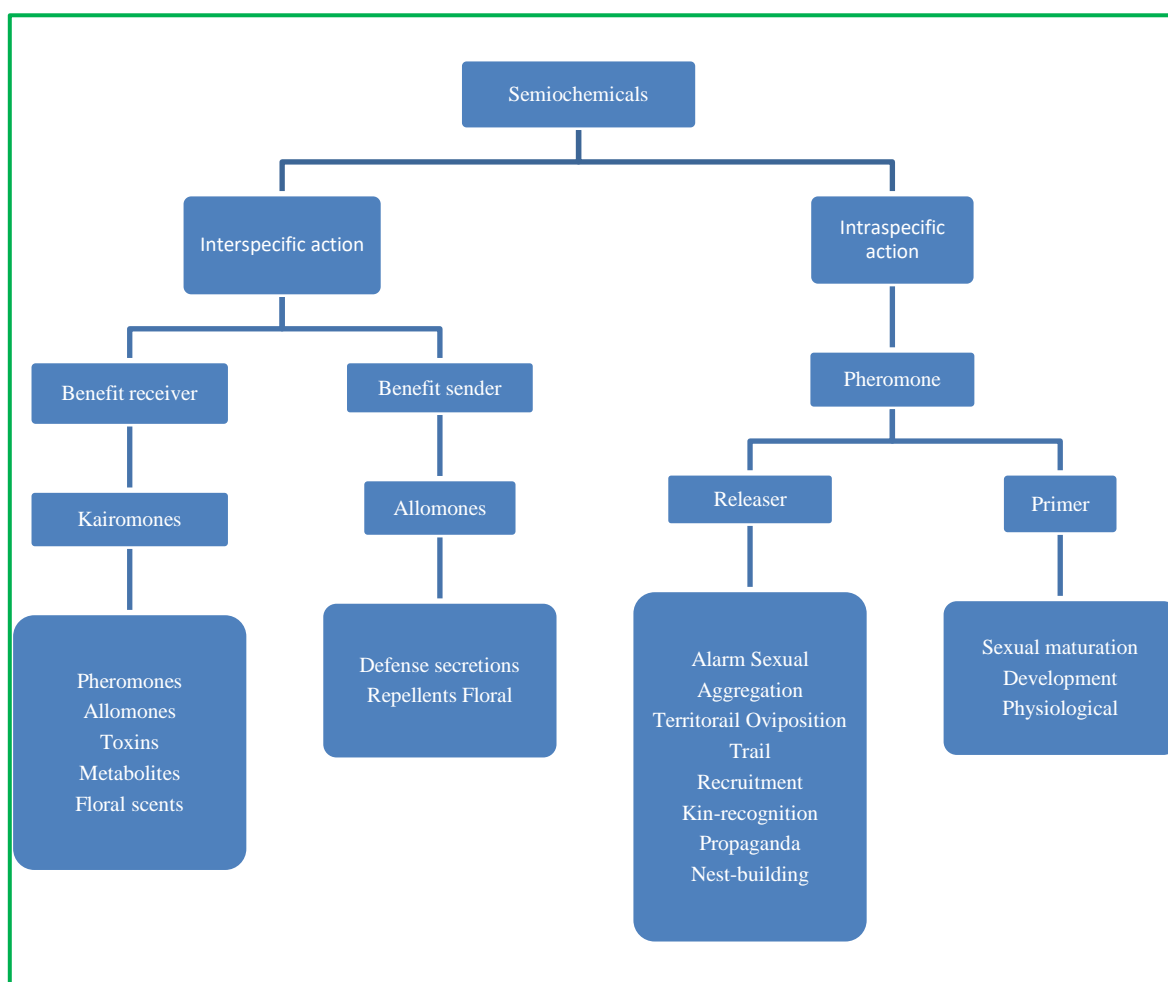 Semiochemicals
Interspecific action
Intraspecific
action
Benefit receiver
Benefit sender
Pheromone
Kairomones
Allomones
Releaser
Primer
Pheromones
Allomones
Toxins
Metabolites
Floral scents
Defense secretions
Repellents Floral
Alarm Sexual
Aggregation
Territorail Oviposition
Trail
Recruitment
Kin-recognition
Propaganda
Nest-building
Sexual maturation
Development
Physiological